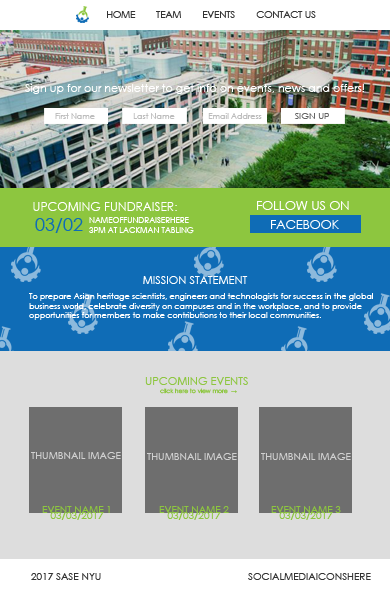 HOME TEAM EVENTS CONTACT US
Sign up for our newsletter to get info on events, news and offers!
First Name Last Name Email Address SIGN UP
UPCOMING FUNDRAISER:
03/02 NAMEOFFUNDRAISERHERE
3PM AT LACKMAN TABLING
FOLLOW US ON
FACEBOOK
MISSION STATEMENT
To prepare Asian heritage scientists, engineers and technologists for success in the global
business world, celebrate diversity on campuses and in the workplace, and to provide
opportunities for members to make contributions to their local communities.
UPCOMING EVENTS
click here to view more →
THUMBNAIL IMAGE THUMBNAIL IMAGE THUMBNAIL IMAGE
EVENT NAME 1 EVENT NAME 2 EVENT NAME 3
03/03/2017 03/03/2017 03/03/2017
2017 SASE NYU SOCIALMEDIAICONSHERE